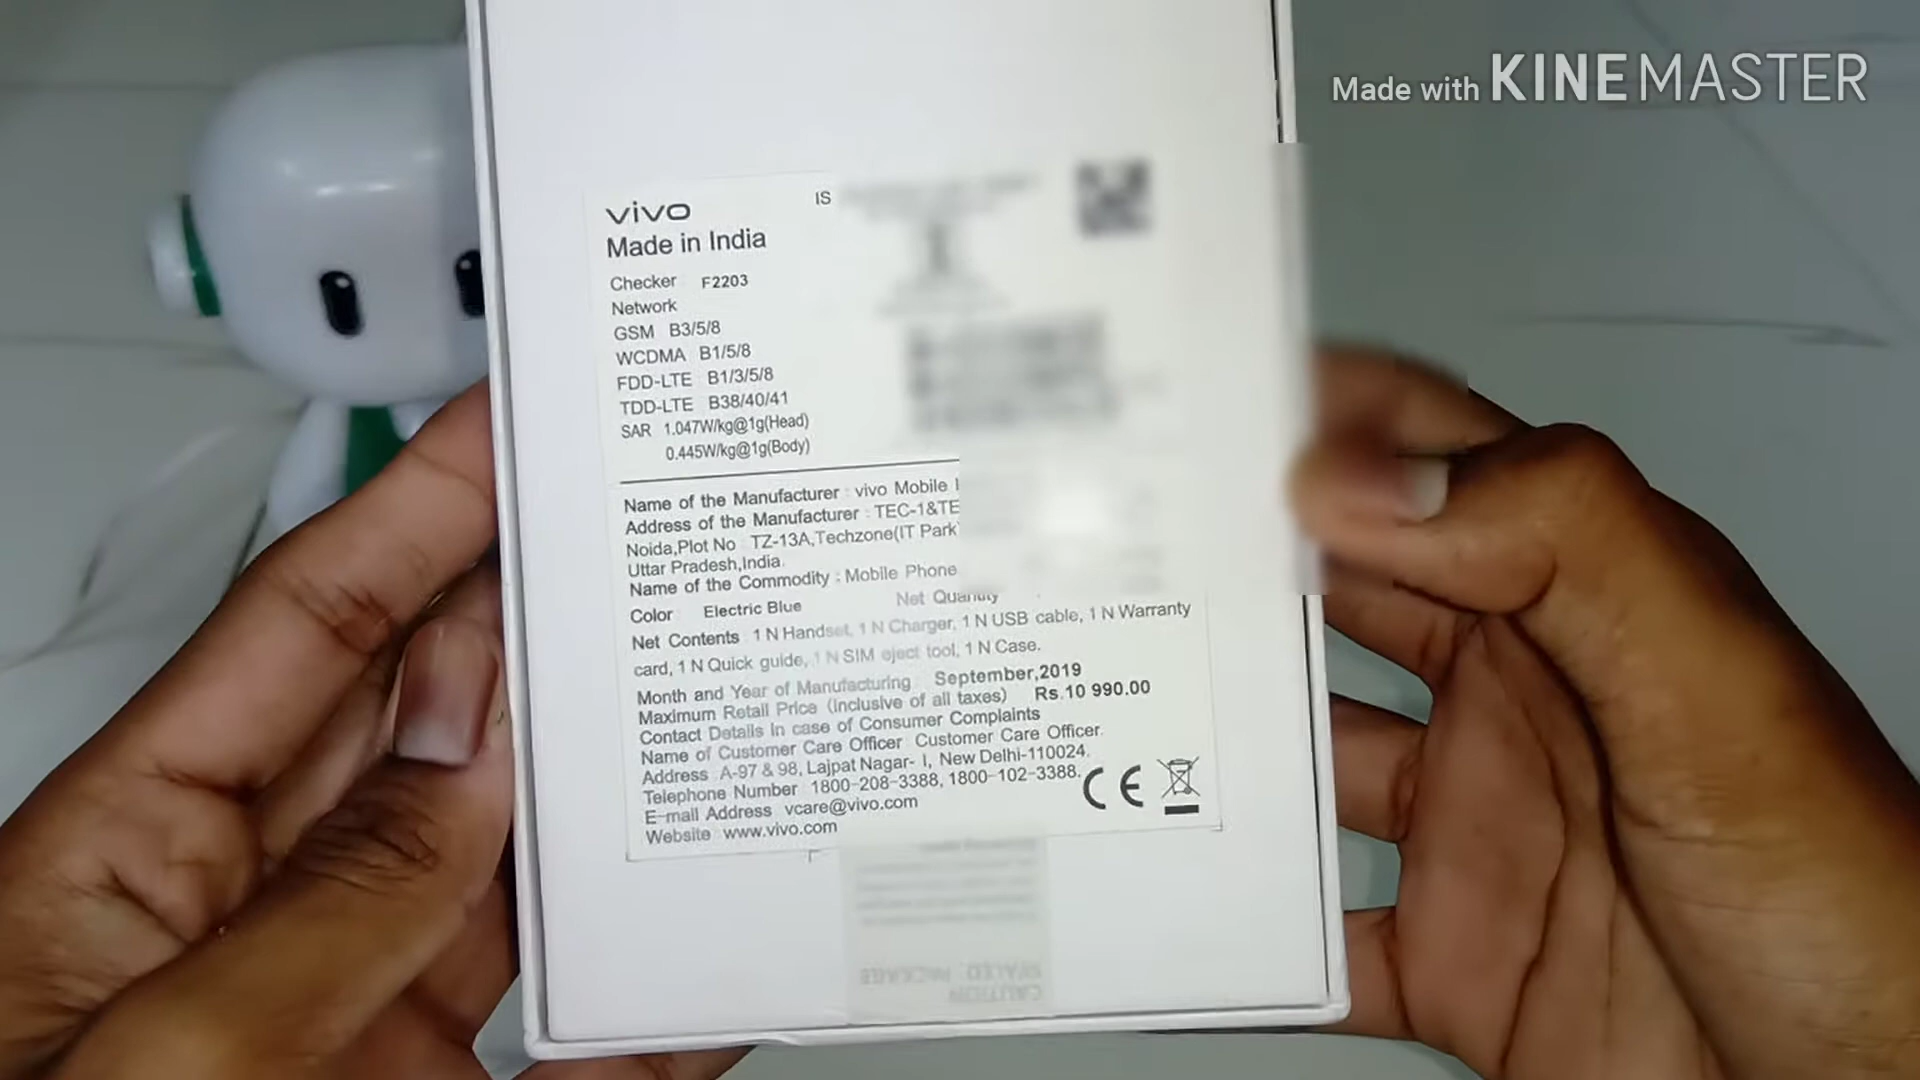 Made with KINEMASTER
vivo
IS
Made in India
Checker F2203
Network
GSM B3/5/8
WCDMA B1/5/8
FDD-LTE B1/3/5/8
TDD-LTE B38/40/41
SAR 1.047W/kg@1g(Head)
0.445W/kg@1g(Body)
Name of the Manufacturer : vivo Mobile
Address of the Manufacturer : TEC-1&TE
Noida,Plot No TZ-13A,Techzone(IT Park)
Uttar Pradesh,India.
Name of the Commodity : Mobile Phone
Color Electric Blue Net Quantity
Net Contents 1 N Handset, 1 N Charger, 1 N USB cable, 1 N Warranty
card, 1 N Quick guide, 1 N SIM eject tool, 1 N Case.
Month and Year of Manufacturing September,2019
Maximum Retail Price (inclusive of all taxes) Rs.10 990.00
Contact Details In case of Consumer Complaints
Name of Customer Care Officer Customer Care Officer.
Address A-97 & 98, Lajpat Nagar- I, New Delhi-110024.
Telephone Number 1800-208-3388, 1800-102-3388.
E-mail Address vcare@vivo.com
Website www.vivo.com
CE
CAUTION
SEALED PACKAGE